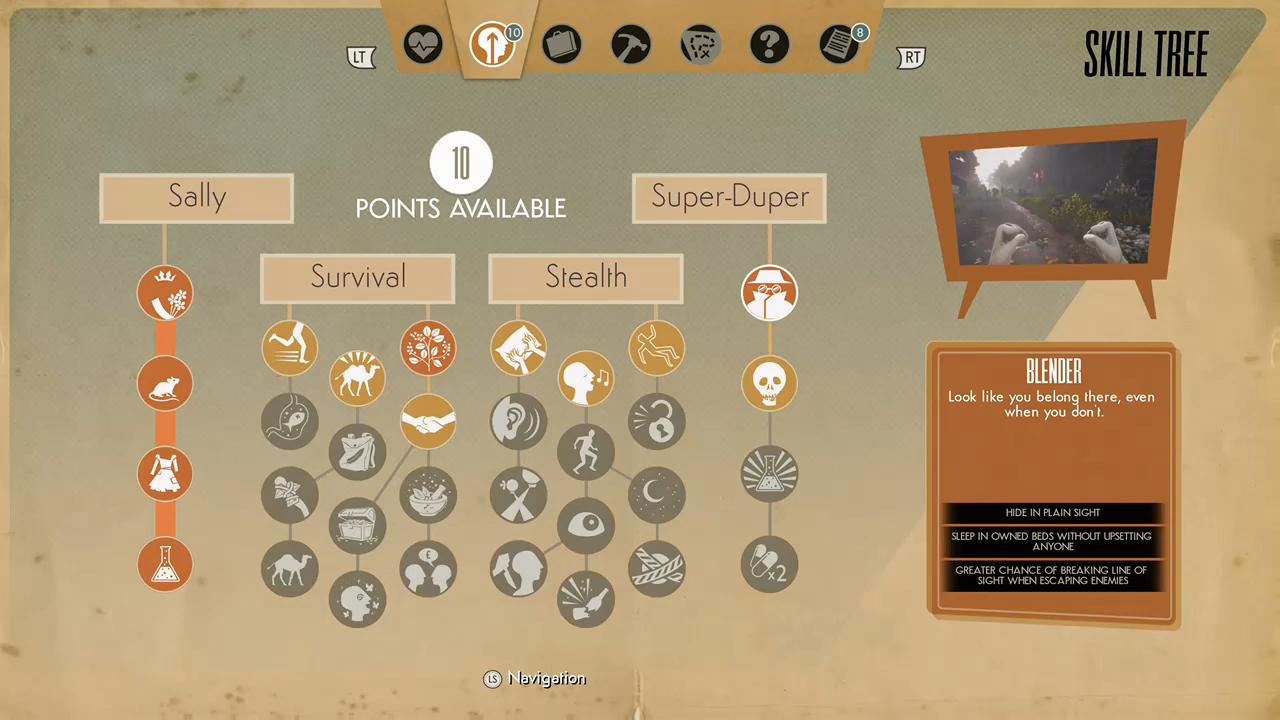 LT
10
8
RT
SKILL TREE
10
POINTS AVAILABLE
Sally
Super-Duper
Survival
Stealth
£
x2
BLENDER
Look like you belong there, even
when you don't.
HIDE IN PLAIN SIGHT
SLEEP IN OWNED BEDS WITHOUT UPSETTING
ANYONE
GREATER CHANCE OF BREAKING LINE OF
SIGHT WHEN ESCAPING ENEMIES
LS Navigation